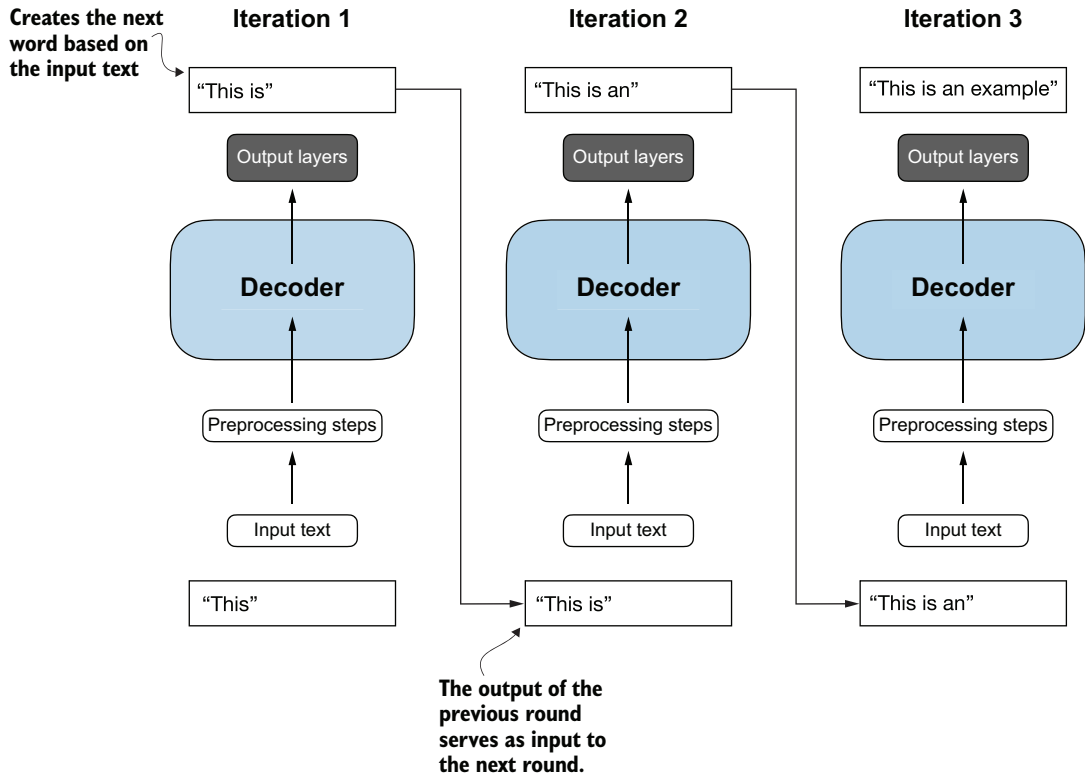 Creates the next
word based on
the input text
Iteration 1
“This is”
Output layers
Decoder
Preprocessing steps
Input text
“This”
Iteration 2
“This is an”
Output layers
Decoder
Preprocessing steps
Input text
“This is”
The output of the
previous round
serves as input to
the next round.
Iteration 3
“This is an example”
Output layers
Decoder
Preprocessing steps
Input text
“This is an”